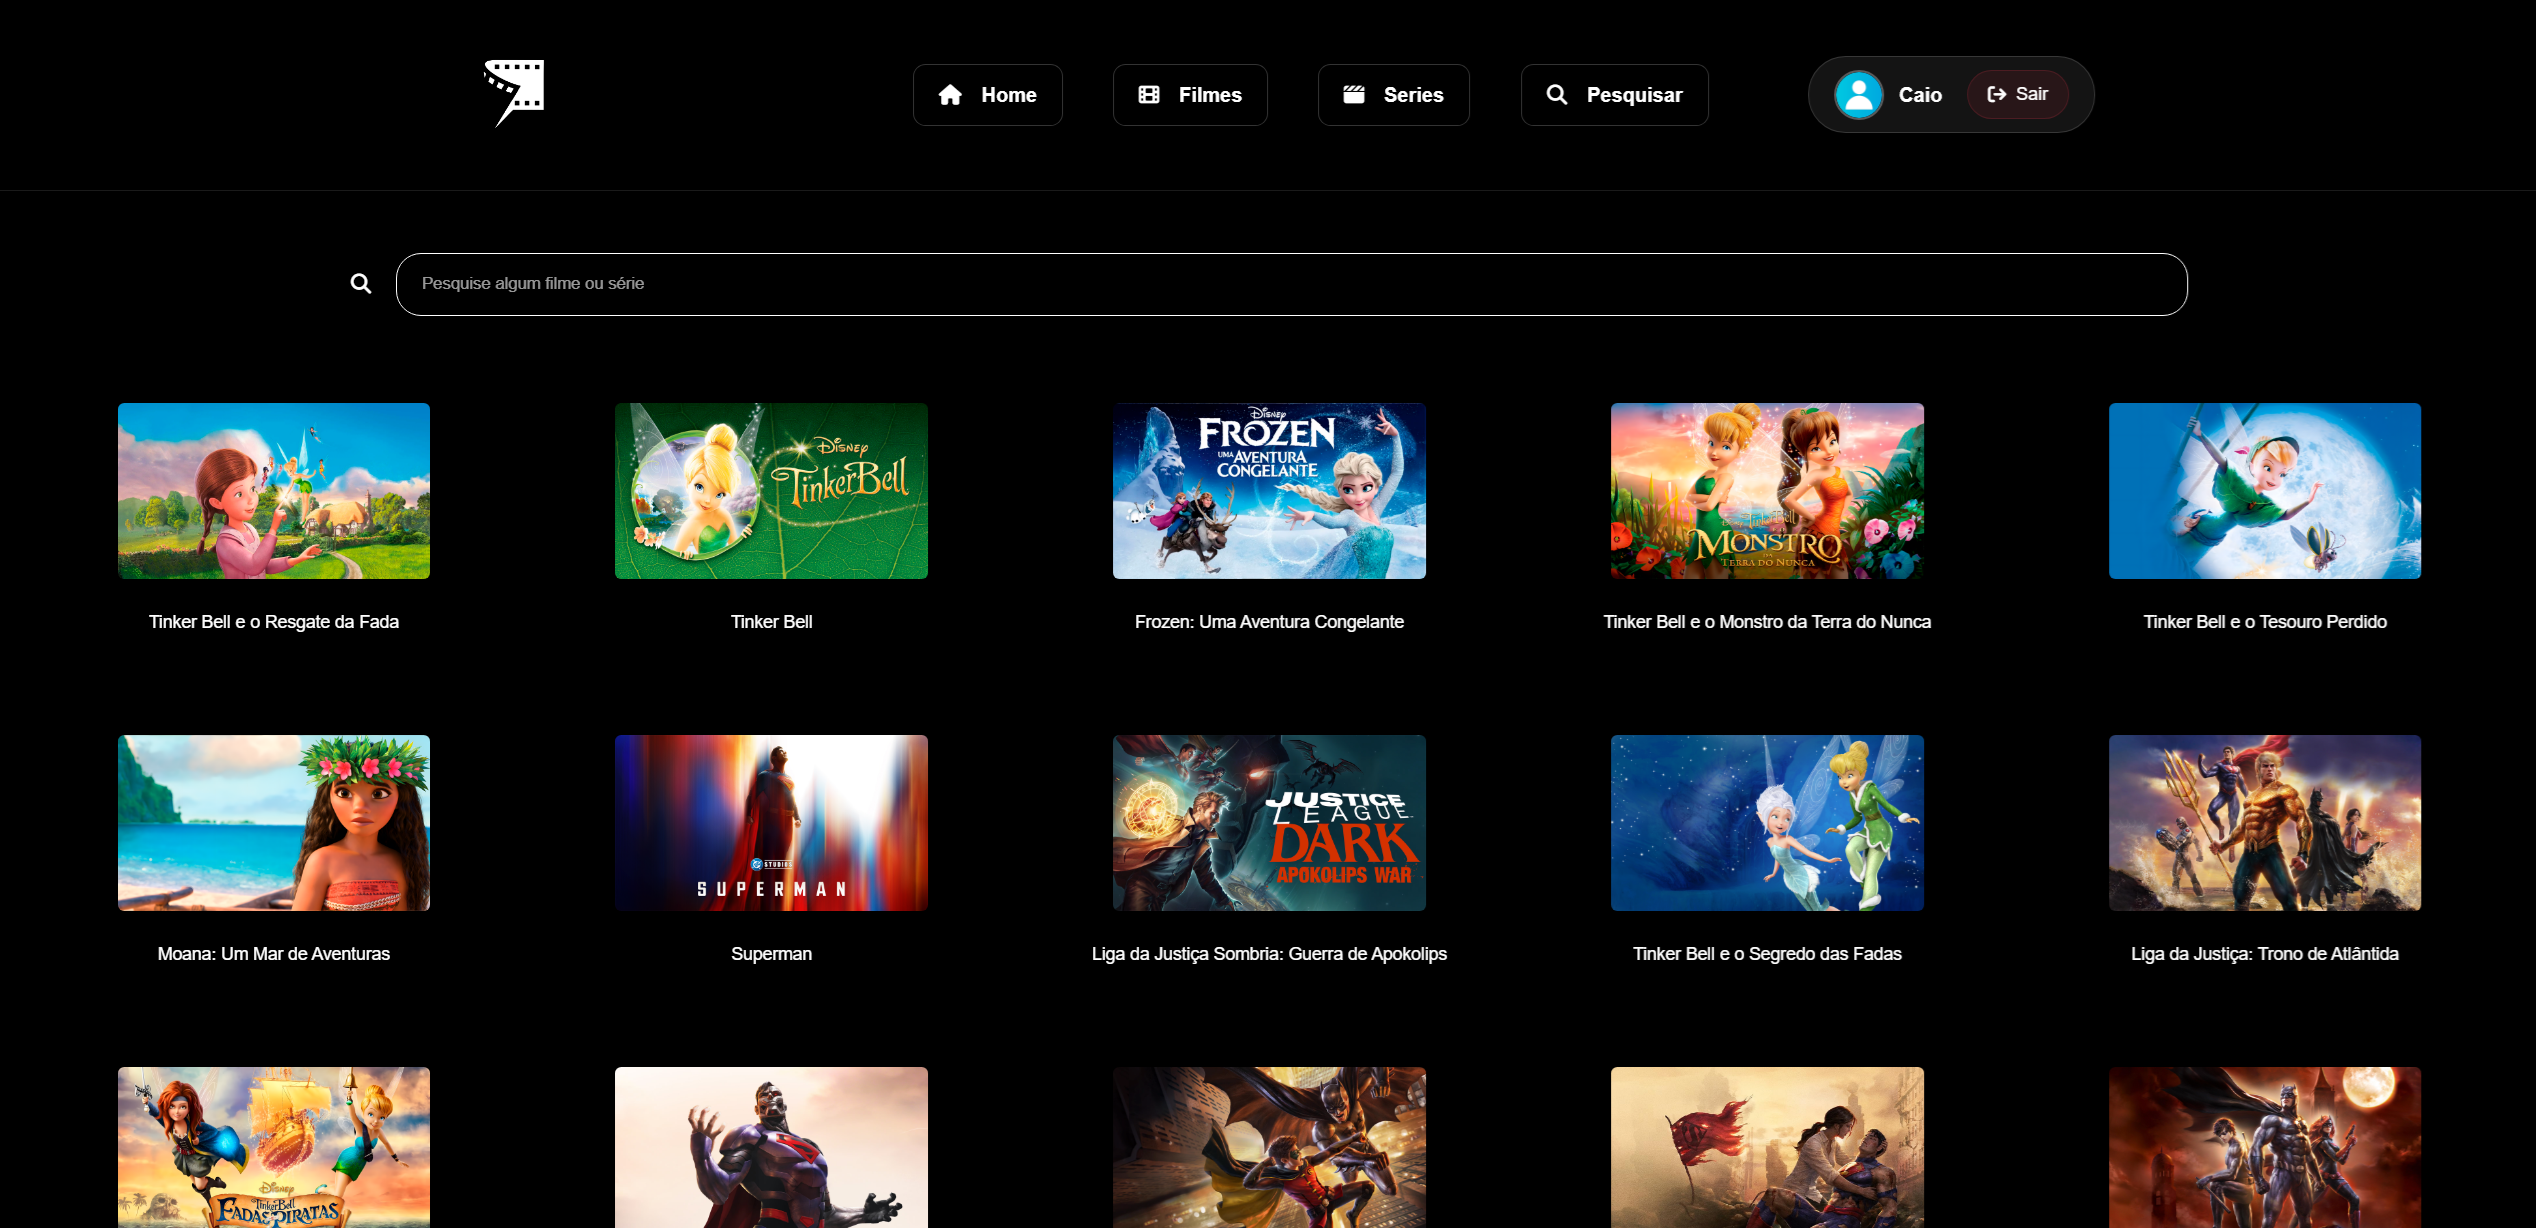 Home
Filmes
Series
Pesquisar
Caio
Sair
Pesquise algum filme ou série
Disney
FROZEN
UMA AVENTURA
CONGELANTE
Disney
TinkerBell
TinkerBell
MONSTRO
DA
TERRA DO NUNCA
Tinker Bell e o Resgate da Fada
Tinker Bell
Frozen: Uma Aventura Congelante
Tinker Bell e o Monstro da Terra do Nunca
Tinker Bell e o Tesouro Perdido
DC STUDIOS
SUPERMAN
JUSTICE
LEAGUE
DARK
APOKOLIPS WAR
Moana: Um Mar de Aventuras
Superman
Liga da Justiça Sombria: Guerra de Apokolips
Tinker Bell e o Segredo das Fadas
Liga da Justiça: Trono de Atlântida
Disney
TinkerBell
FADAS PIRATAS